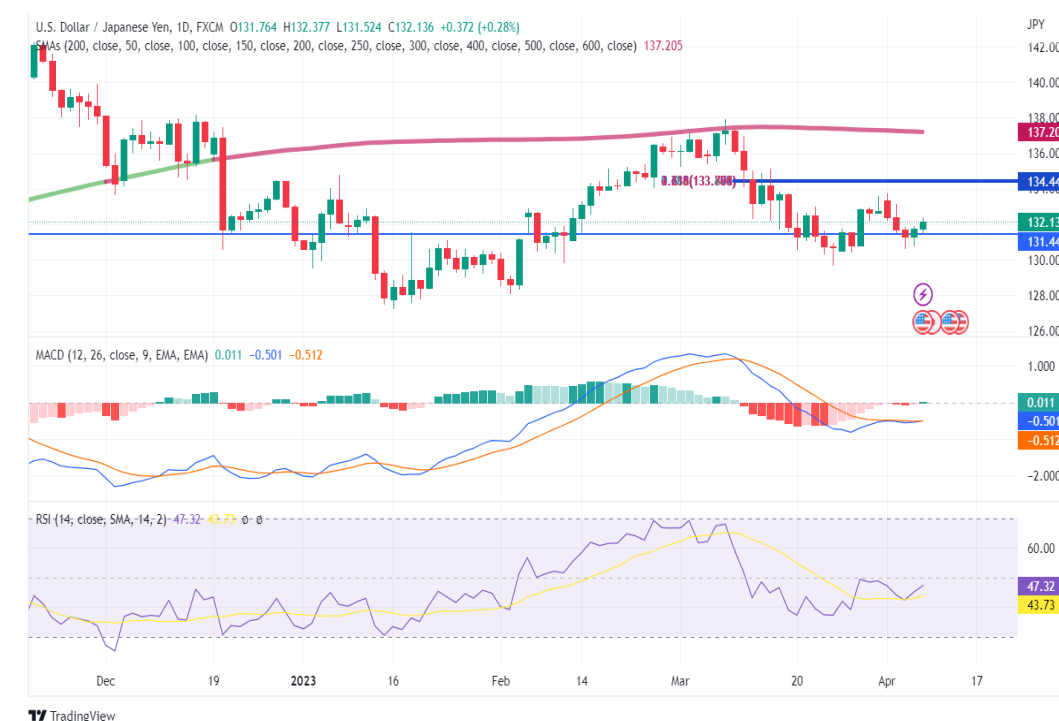 U.S. Dollar / Japanese Yen, 1D, FXCM O131.764 H132.377 L131.524 C132.136 +0.372 (+0.28%)
JPY
SMAs (200, close, 50, close, 100, close, 150, close, 200, close, 250, close, 300, close, 400, close, 500, close, 600, close) 137.205
142.00
140.00
138.00
137.20
136.00
134.44
132.13
131.44
130.00
128.00
126.00
MACD (12, 26, close, 9, EMA, EMA) 0.011 −0.501 −0.512
1.000
0.011
−0.501
−0.512
−2.000
RSI (14, close, SMA, 14, 2) 47.32 43.73 ø ø
60.00
47.32
43.73
Dec 19 2023 16 Feb 14 Mar 20 Apr 17
TradingView